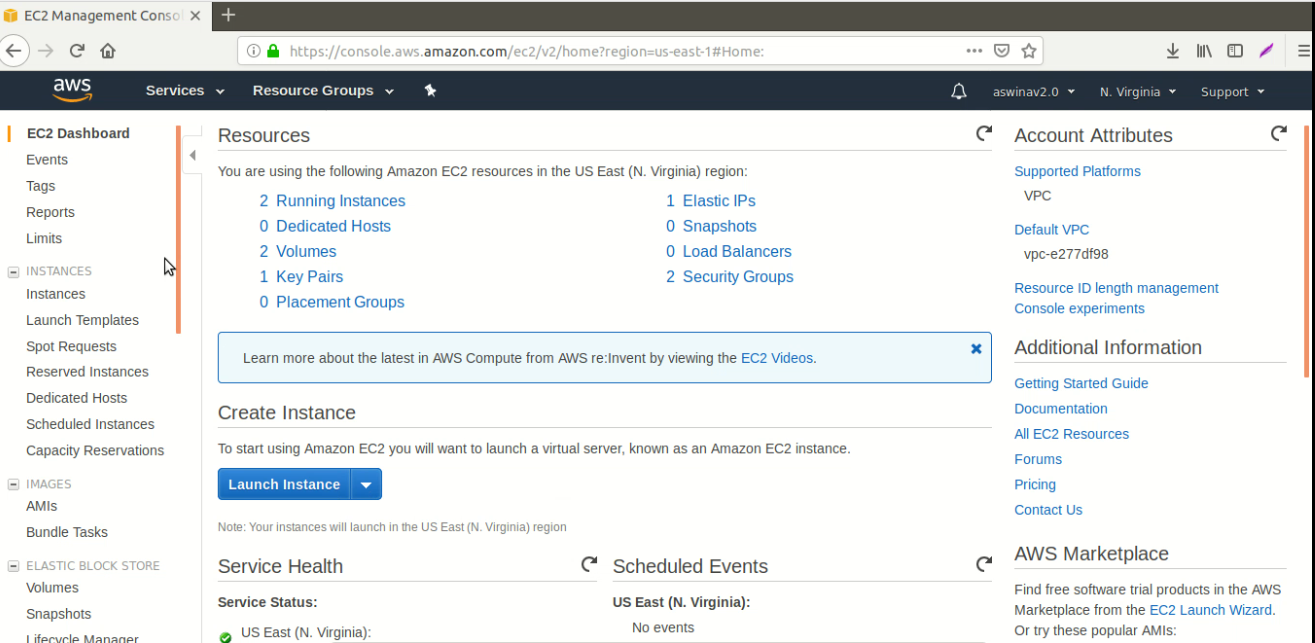 EC2 Management Consol
https://console.aws.amazon.com/ec2/v2/home?region=us-east-1#Home:
aws
Services
Resource Groups
aswinav2.0
N. Virginia
Support
EC2 Dashboard
Events
Tags
Reports
Limits
INSTANCES
Instances
Launch Templates
Spot Requests
Reserved Instances
Dedicated Hosts
Scheduled Instances
Capacity Reservations
IMAGES
AMIs
Bundle Tasks
ELASTIC BLOCK STORE
Volumes
Snapshots
Lifecycle Manager
Resources
You are using the following Amazon EC2 resources in the US East (N. Virginia) region:
2 Running Instances
0 Dedicated Hosts
2 Volumes
1 Key Pairs
0 Placement Groups
1 Elastic IPs
0 Snapshots
0 Load Balancers
2 Security Groups
Learn more about the latest in AWS Compute from AWS re:Invent by viewing the EC2 Videos.
Create Instance
To start using Amazon EC2 you will want to launch a virtual server, known as an Amazon EC2 instance.
Launch Instance
Note: Your instances will launch in the US East (N. Virginia) region
Service Health
Service Status:
US East (N. Virginia):
Scheduled Events
US East (N. Virginia):
No events
Account Attributes
Supported Platforms
VPC
Default VPC
vpc-e277df98
Resource ID length management
Console experiments
Additional Information
Getting Started Guide
Documentation
All EC2 Resources
Forums
Pricing
Contact Us
AWS Marketplace
Find free software trial products in the AWS
Marketplace from the EC2 Launch Wizard.
Or try these popular AMIs: